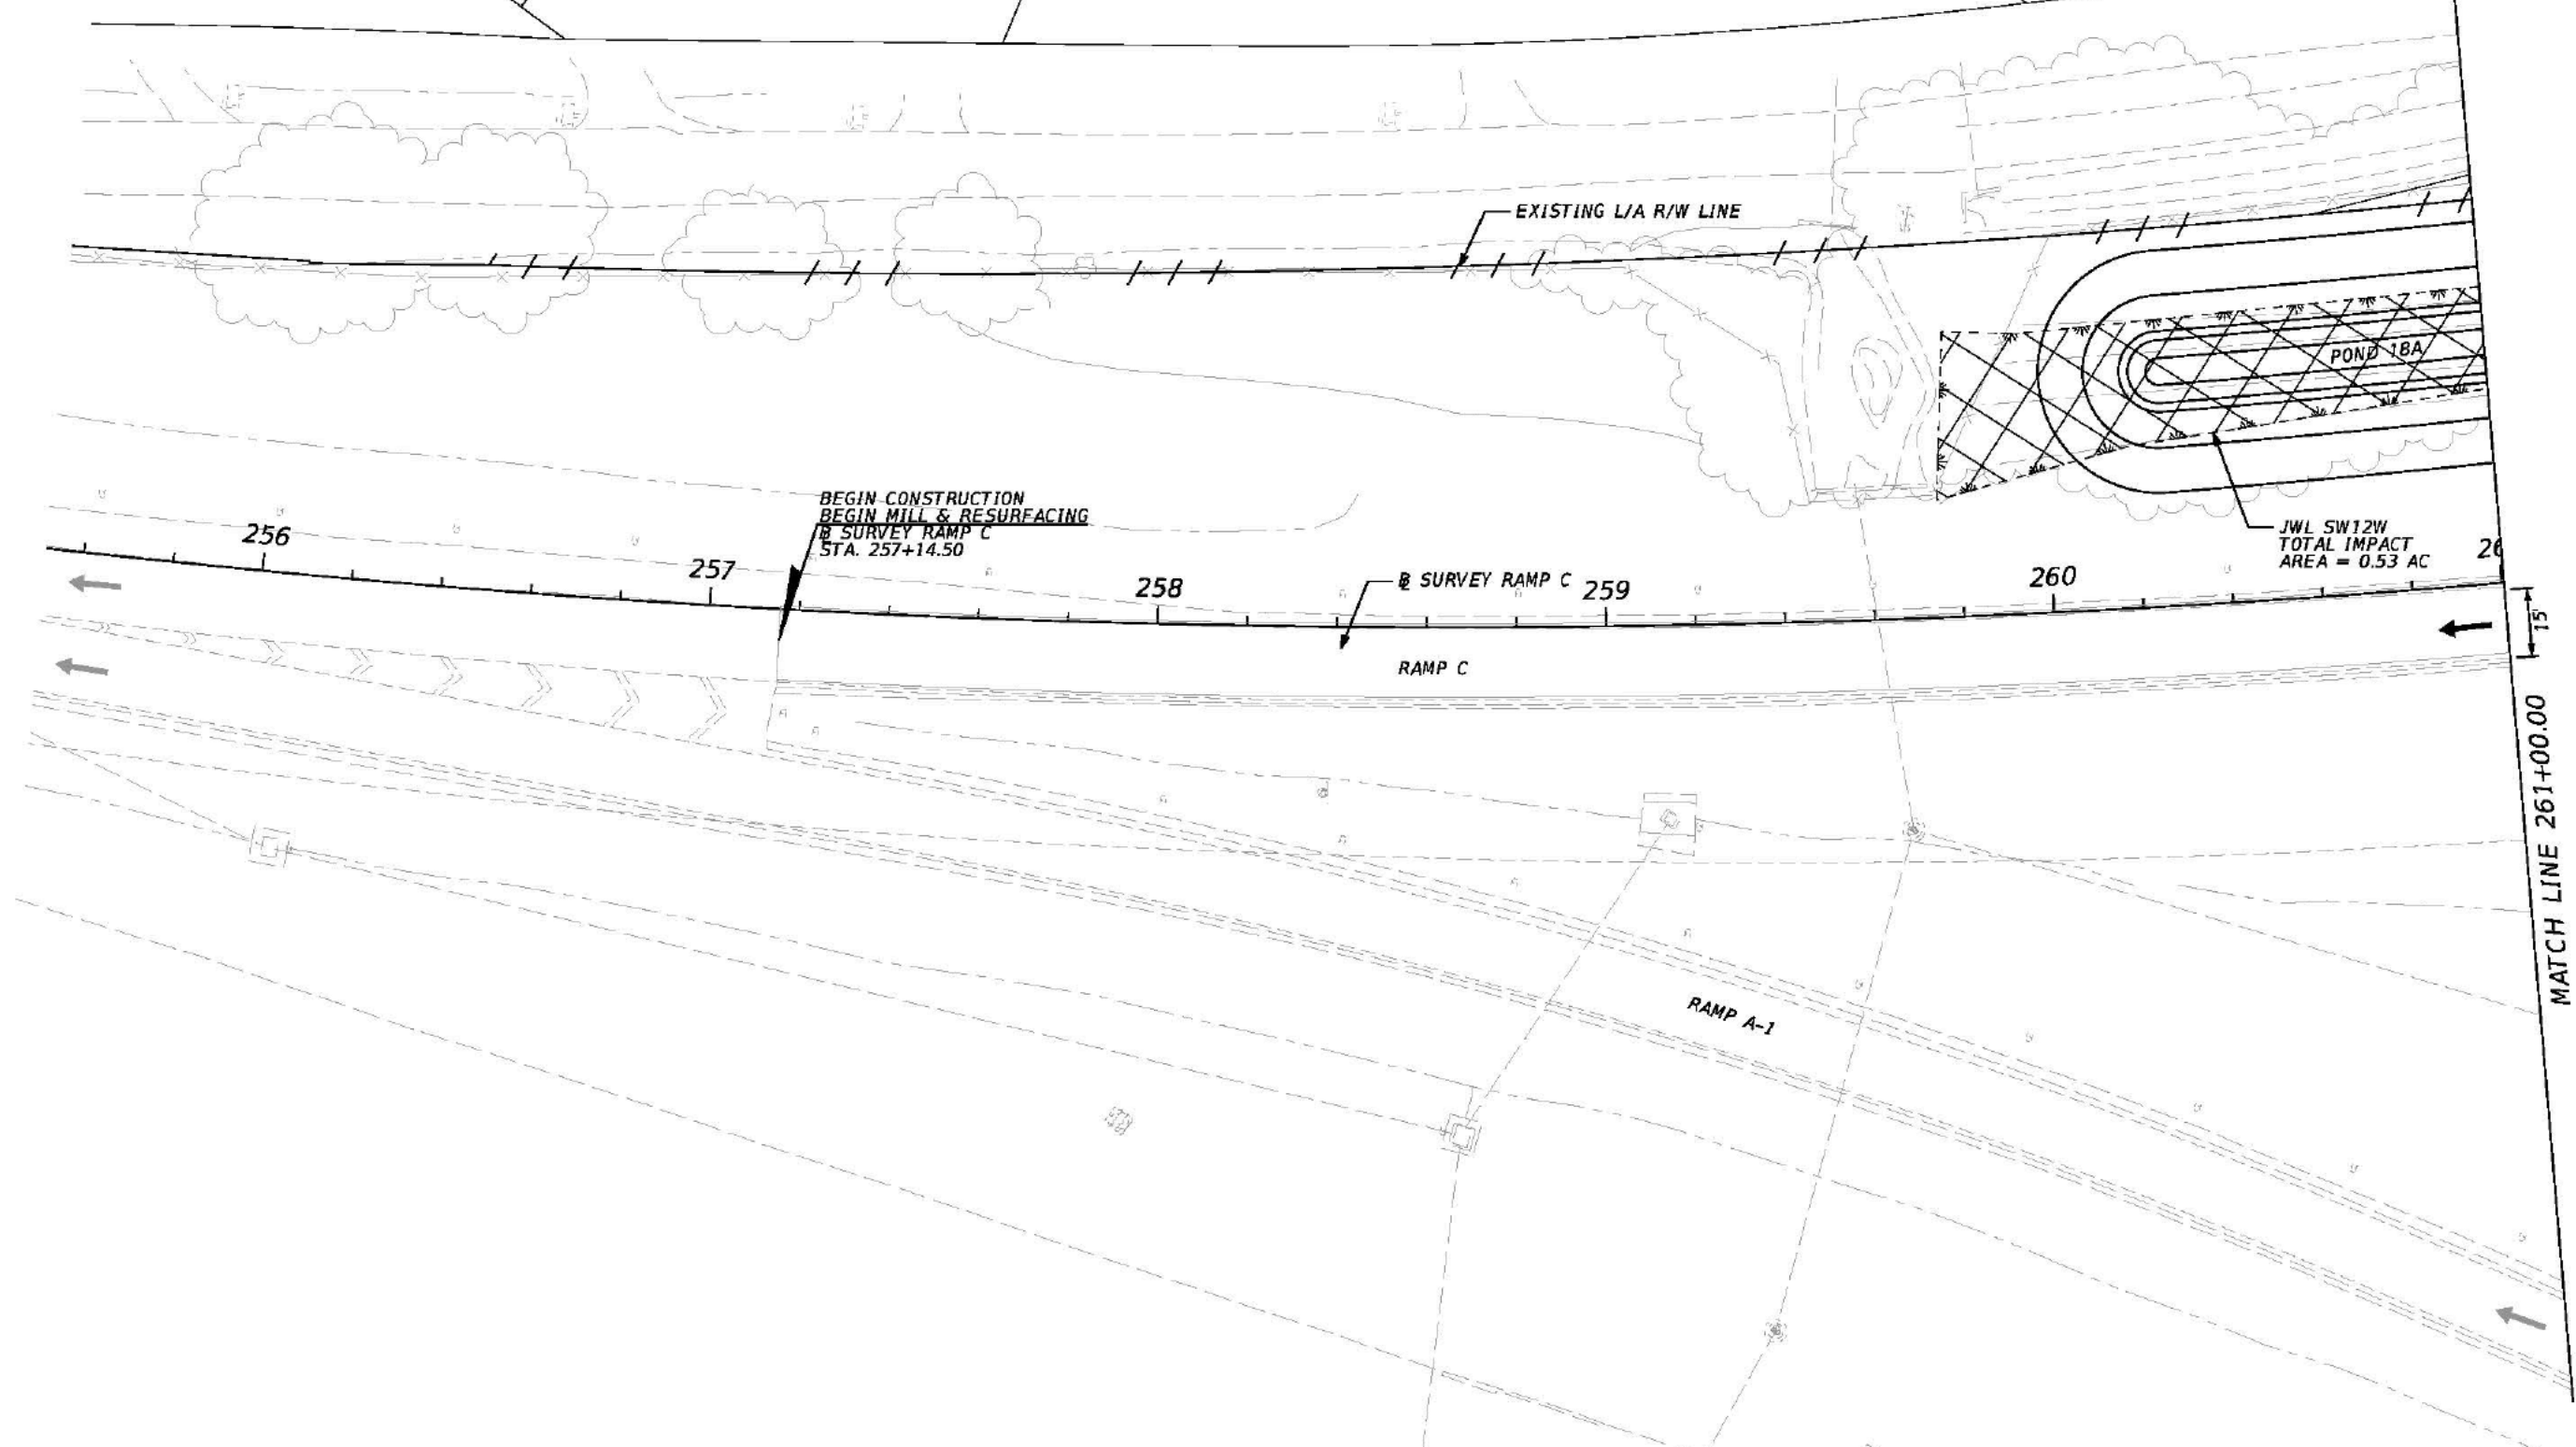 EXISTING L/A R/W LINE
POND 18A
BEGIN CONSTRUCTION
BEGIN MILL & RESURFACING
℄ SURVEY RAMP C
STA. 257+14.50
JWL SW12W
TOTAL IMPACT
AREA = 0.53 AC
256
257
258
℄ SURVEY RAMP C
259
260
26
15'
RAMP C
MATCH LINE 261+00.00
RAMP A-1